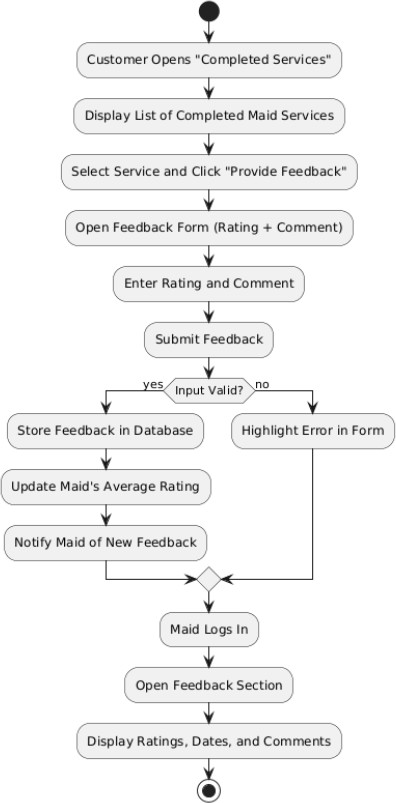 Customer Opens "Completed Services"
Display List of Completed Maid Services
Select Service and Click "Provide Feedback"
Open Feedback Form (Rating + Comment)
Enter Rating and Comment
Submit Feedback
yes
Input Valid?
no
Store Feedback in Database
Highlight Error in Form
Update Maid's Average Rating
Notify Maid of New Feedback
Maid Logs In
Open Feedback Section
Display Ratings, Dates, and Comments